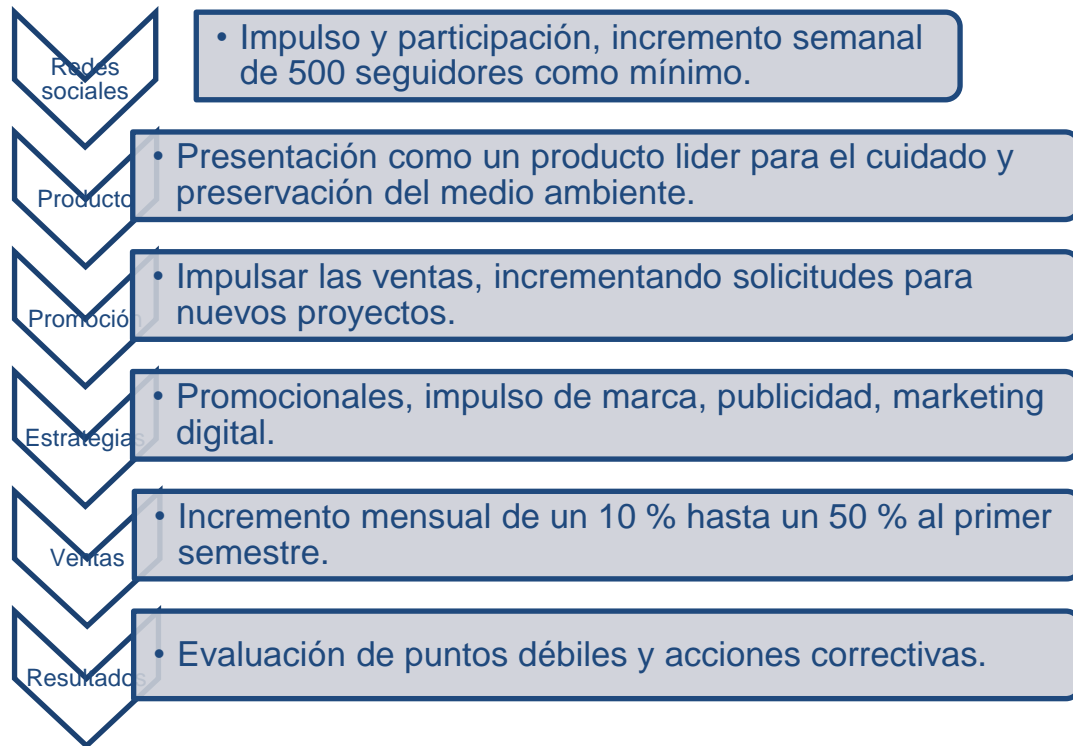 Redes
sociales
• Impulso y participación, incremento semanal
de 500 seguidores como mínimo.
Producto
• Presentación como un producto lider para el cuidado y
preservación del medio ambiente.
Promoción
• Impulsar las ventas, incrementando solicitudes para
nuevos proyectos.
Estrategias
• Promocionales, impulso de marca, publicidad, marketing
digital.
Ventas
• Incremento mensual de un 10 % hasta un 50 % al primer
semestre.
Resultados
• Evaluación de puntos débiles y acciones correctivas.